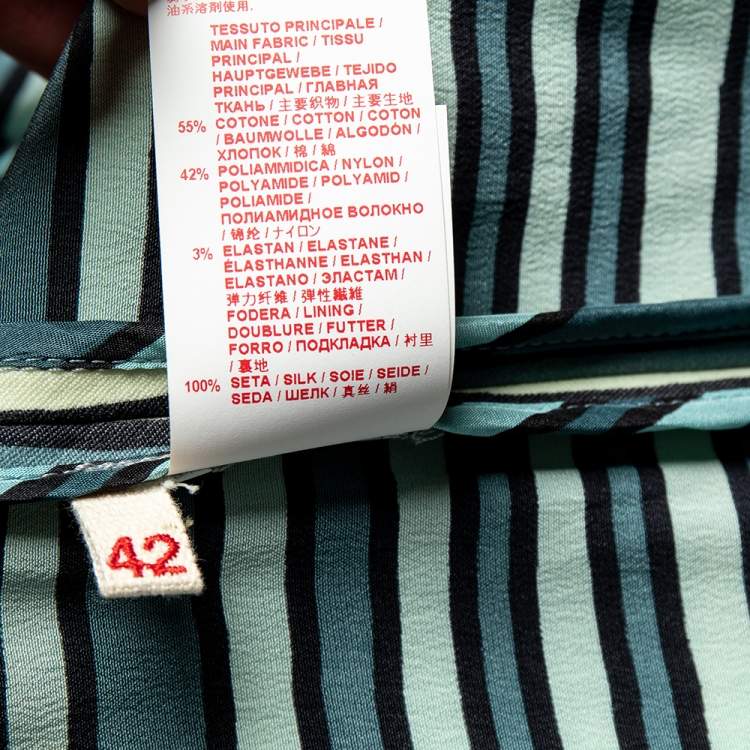 油系溶剤使用.
TESSUTO PRINCIPALE /
MAIN FABRIC / TISSU
PRINCIPAL /
HAUPTGEWEBE / TEJIDO
PRINCIPAL / ГЛАВНАЯ
ТКАНЬ / 主要织物 / 主要生地
55% COTONE / COTTON / COTON
/ BAUMWOLLE / ALGODÓN /
ХЛОПОК / 棉 / 綿
42% POLIAMMIDICA / NYLON /
POLYAMIDE / POLYAMID /
POLIAMIDE /
ПОЛИАМИДНОЕ ВОЛОКНО
/ 锦纶 / ナイロン
3% ELASTAN / ELASTANE /
ÉLASTHANNE / ELASTHAN /
ELASTANO / ЭЛАСТАМ /
弹力纤维 / 弾性繊維
FODERA / LINING /
DOUBLURE / FUTTER /
FORRO / ПОДКЛАДКА / 衬里
/ 裏地
100% SETA / SILK / SOIE / SEIDE /
SEDA / ШЕЛК / 真丝 / 絹
42